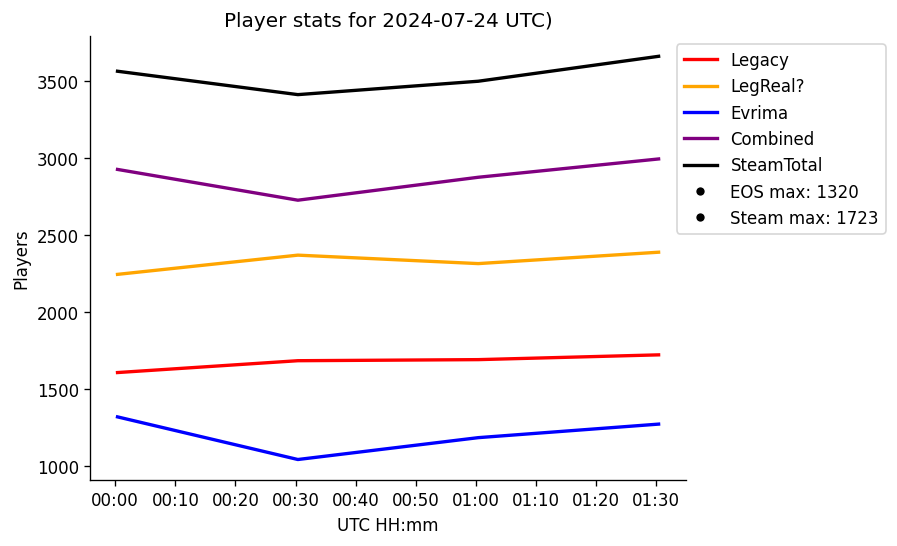 Player stats for 2024-07-24 UTC)
Legacy
LegReal?
Evrima
Combined
SteamTotal
EOS max: 1320
Steam max: 1723
Players
3500
3000
2500
2000
1500
1000
00:00 00:10 00:20 00:30 00:40 00:50 01:00 01:10 01:20 01:30
UTC HH:mm